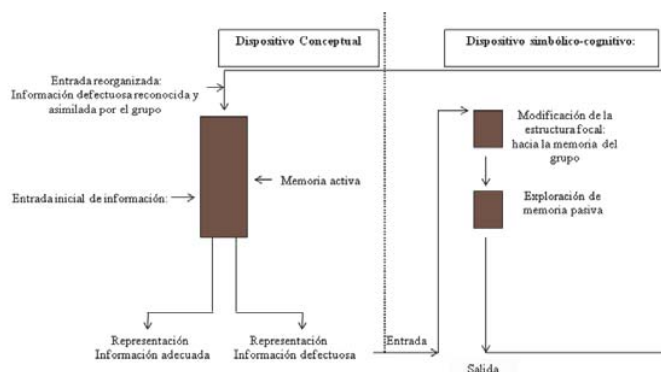 Dispositivo Conceptual
Dispositivo simbólico-cognitivo:
Entrada reorganizada:
Información defectuosa reconocida y
asimilada por el grupo
Modificación de la
estructura focal:
hacia la memoria del
grupo
Memoria activa
Entrada inicial de información:
Exploración de
memoria pasiva
Representación
Información adecuada
Representación
Información defectuosa
Entrada
Salida